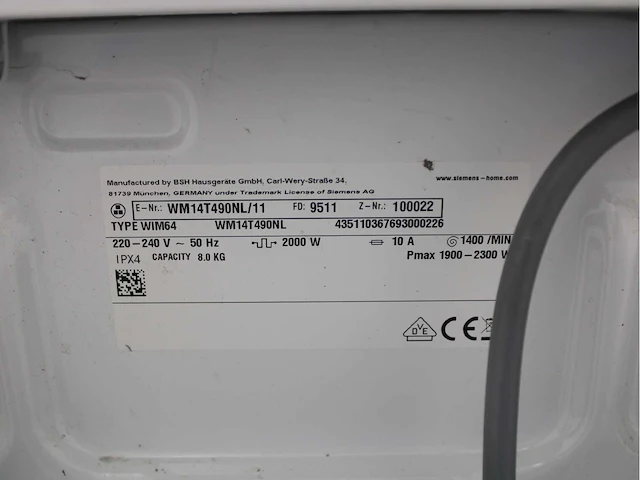 Manufactured by BSH Hausgeräte GmbH, Carl-Wery-Straße 34, www.siemens-home.com
81739 München, GERMANY under Trademark License of Siemens AG
E-Nr.: WM14T490NL/11 FD: 9511 Z-Nr.: 100022
TYPE WIM64 WM14T490NL 435110367693000226
220-240 V ~ 50 Hz 2000 W 10 A 1400 /MIN
IPX4 CAPACITY 8.0 KG Pmax 1900-2300 W
DVE CE